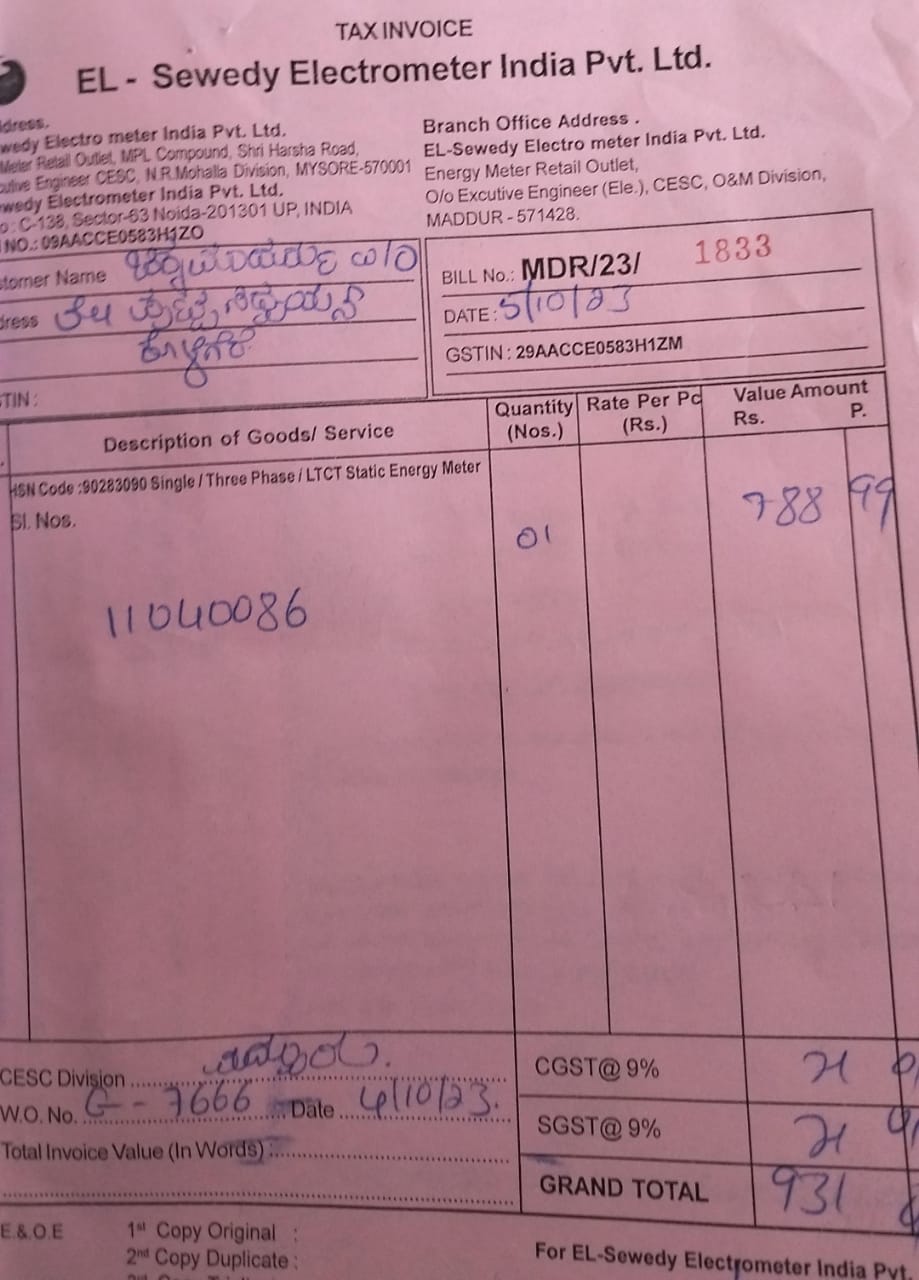 TAX INVOICE
EL - Sewedy Electrometer India Pvt. Ltd.
dress.
wedy Electro meter India Pvt. Ltd.
Meter Retail Outlet, MPL Compound, Shri Harsha Road,
utive Engineer CESC, N.R.Mohalla Division, MYSORE-570001
wedy Electrometer India Pvt. Ltd.
o : C-138, Sector-63 Noida-201301 UP, INDIA
NO.: 09AACCE0583H1ZO
Branch Office Address .
EL-Sewedy Electro meter India Pvt. Ltd.
Energy Meter Retail Outlet,
O/o Excutive Engineer (Ele.), CESC, O&M Division,
MADDUR - 571428.
stomer Name
dress
STIN :
BILL No.: MDR/23/ 1833
DATE : 5/10/23
GSTIN : 29AACCE0583H1ZM
Description of Goods/ Service
Quantity (Nos.)
Rate Per Pc (Rs.)
Value Amount
Rs. P.
HSN Code :90283090 Single / Three Phase / LTCT Static Energy Meter
Sl. Nos.
01
788 99
11040086
CESC Division
W.O. No. G - 7666 Date 4/10/23.
Total Invoice Value (In Words) :
CGST@ 9% 71
SGST@ 9% 71
GRAND TOTAL 931
E.& O.E
1st Copy Original :
2nd Copy Duplicate :
For EL-Sewedy Electrometer India Pvt.